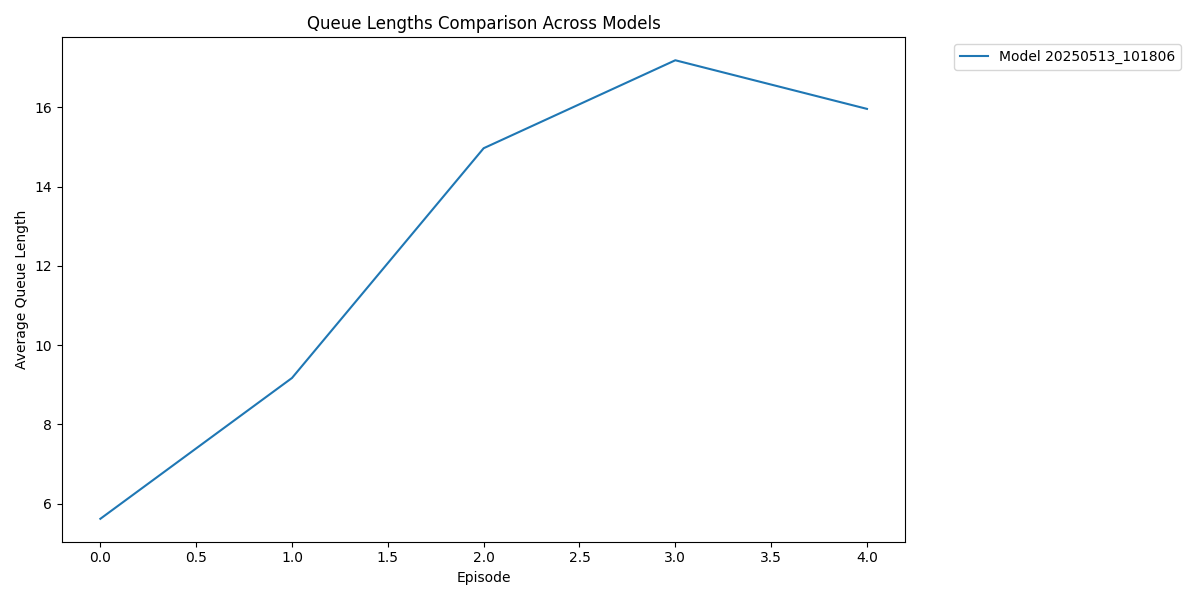 Queue Lengths Comparison Across Models
Model 20250513_101806
Average Queue Length
16
14
12
10
8
6
0.0 0.5 1.0 1.5 2.0 2.5 3.0 3.5 4.0
Episode